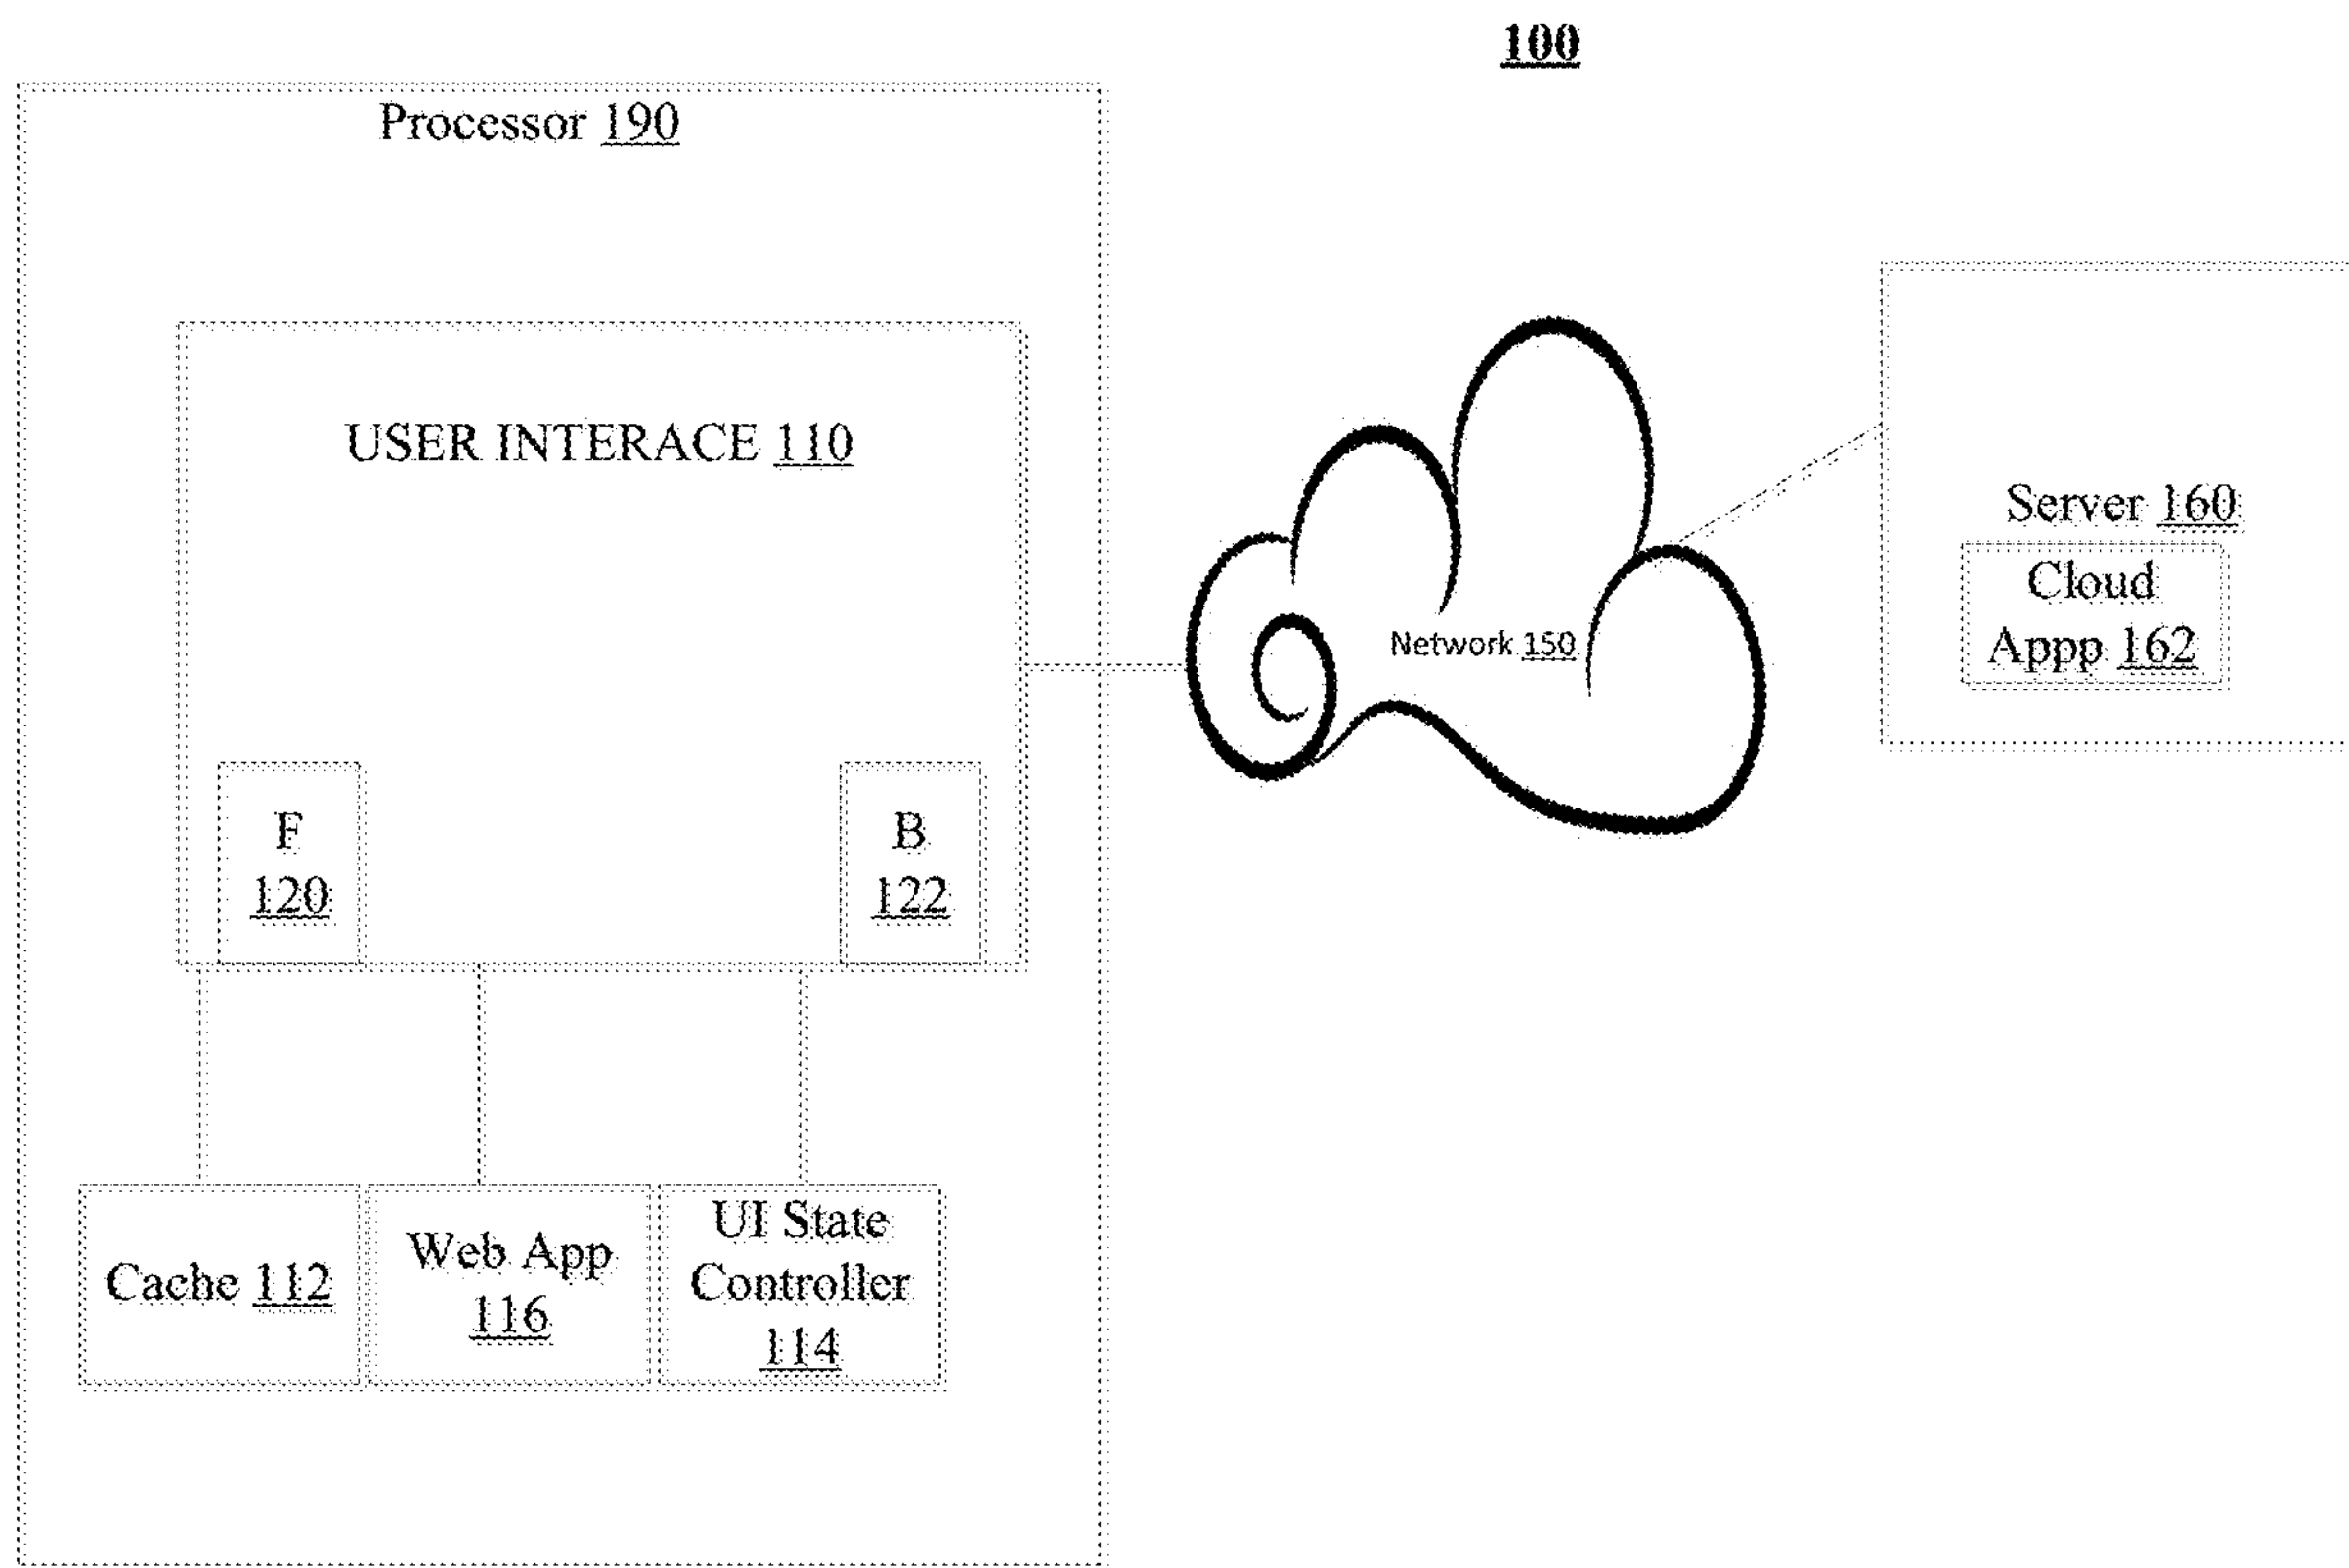 100
Processor 190
USER INTERACE 110
Network 150
Server 160
Cloud
Appp 162
F
120
B
122
Cache 112
Web App
116
UI State
Controller
114